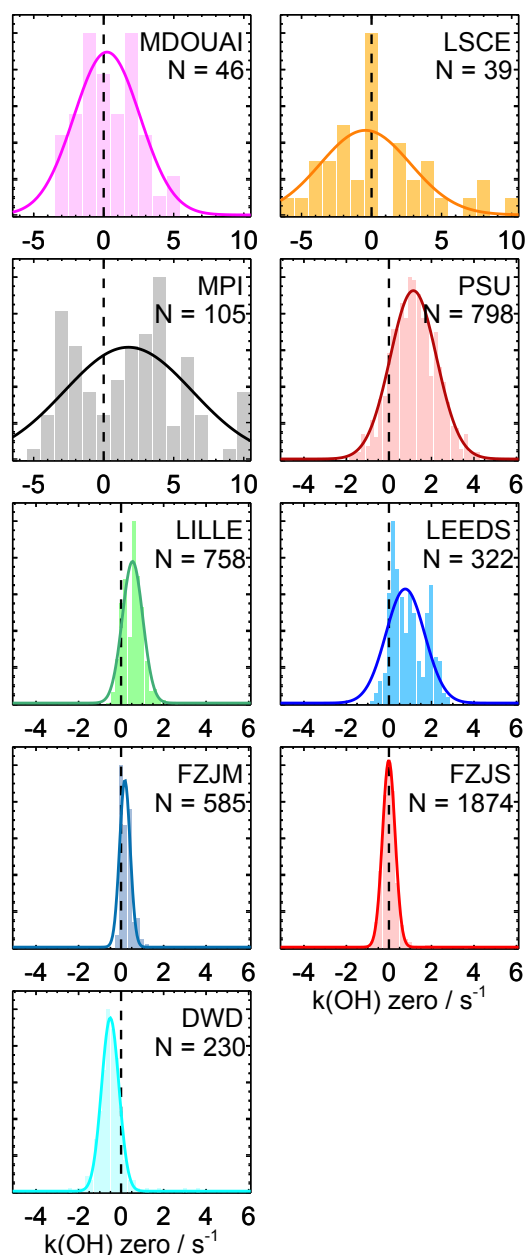 MDOUAI
N = 46
LSCE
N = 39
-5 0 5 10
-5 0 5 10
MPI
N = 105
PSU
N = 798
-5 0 5 10
-4 -2 0 2 4 6
LILLE
N = 758
LEEDS
N = 322
-4 -2 0 2 4 6
-4 -2 0 2 4 6
FZJM
N = 585
FZJS
N = 1874
-4 -2 0 2 4 6
-4 -2 0 2 4 6
k(OH) zero / s⁻¹
DWD
N = 230
-4 -2 0 2 4 6
k(OH) zero / s⁻¹